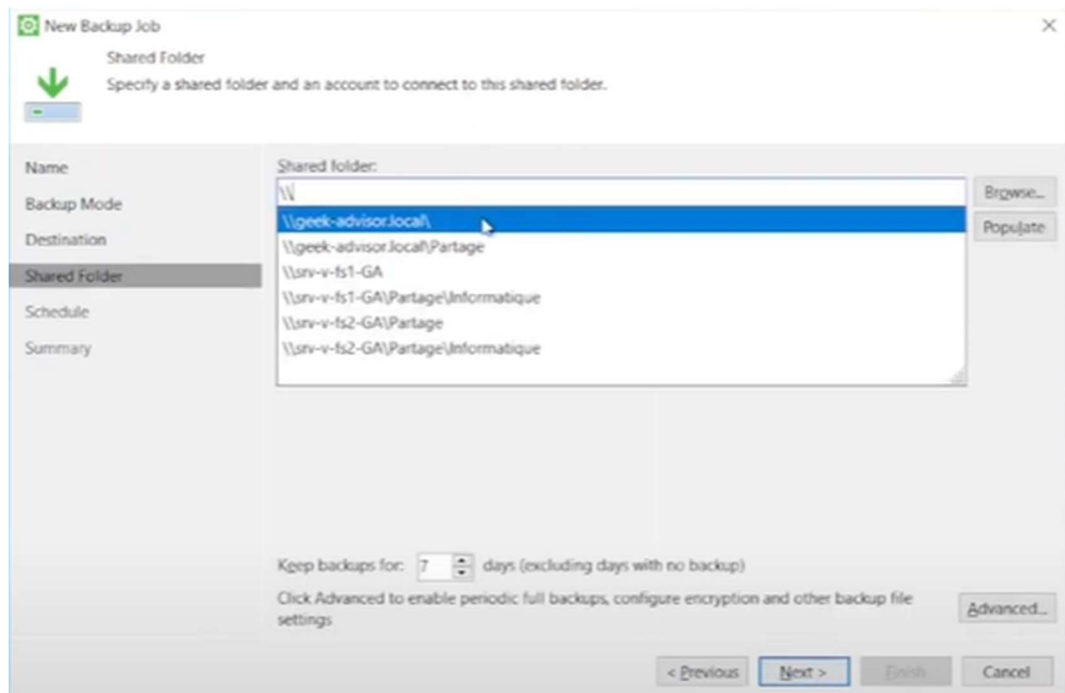 New Backup Job
Shared Folder
Specify a shared folder and an account to connect to this shared folder.
Name
Backup Mode
Destination
Shared Folder
Schedule
Summary
Shared folder:
\\
Browse...
\\geek-advisor.local\
Populate
\\geek-advisor.local\Partage
\\srv-v-fs1-GA
\\srv-v-fs1-GA\Partage\Informatique
\\srv-v-fs2-GA\Partage
\\srv-v-fs2-GA\Partage\Informatique
Keep backups for: 7 days (excluding days with no backup)
Click Advanced to enable periodic full backups, configure encryption and other backup file
settings
Advanced...
< Previous
Next >
Finish
Cancel